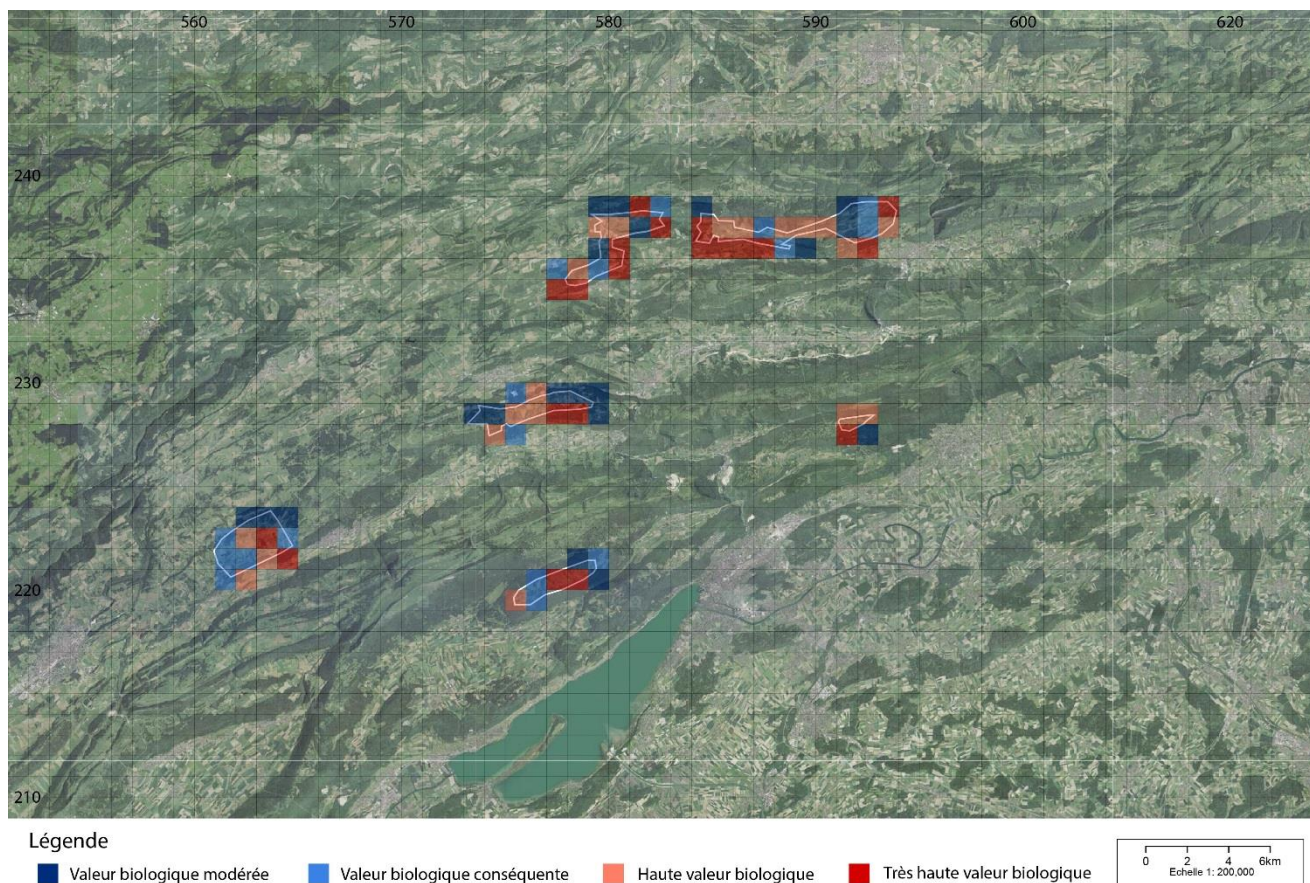 560 570 580 590 600 620
240
230
220
210
Légende
Valeur biologique modérée Valeur biologique conséquente Haute valeur biologique Très haute valeur biologique
0 2 4 6km
Echelle 1: 200,000